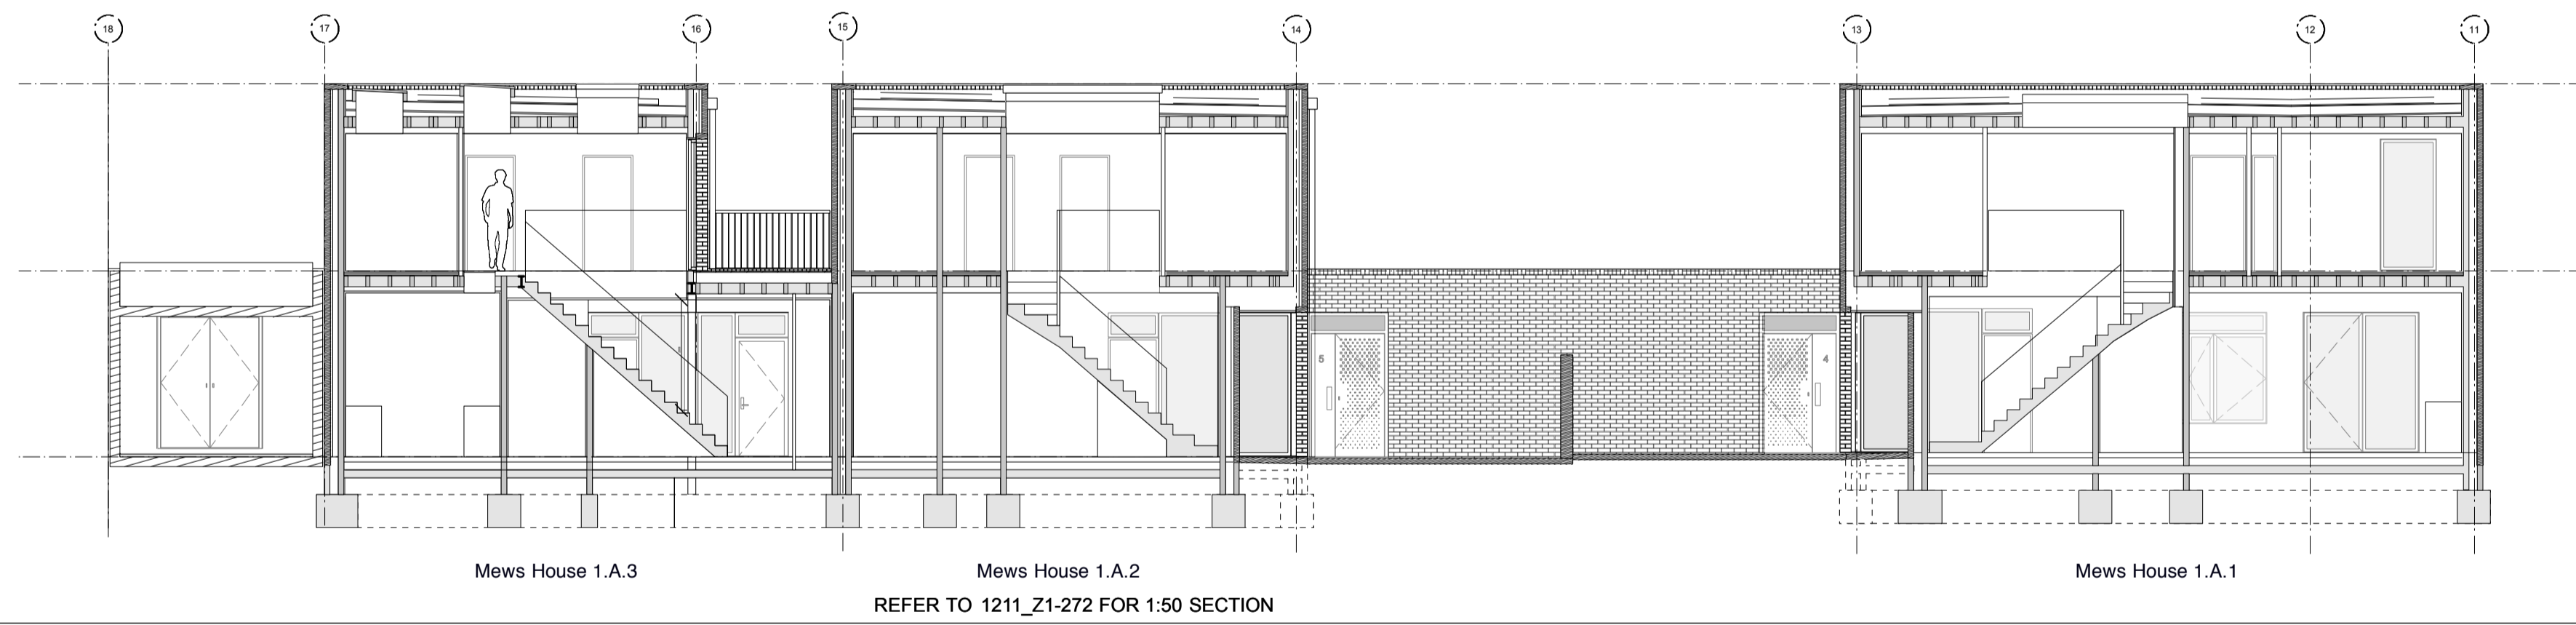 18 17 16 15 14 13 12 11
5 4
Mews House 1.A.3 Mews House 1.A.2 Mews House 1.A.1
REFER TO 1211_Z1-272 FOR 1:50 SECTION